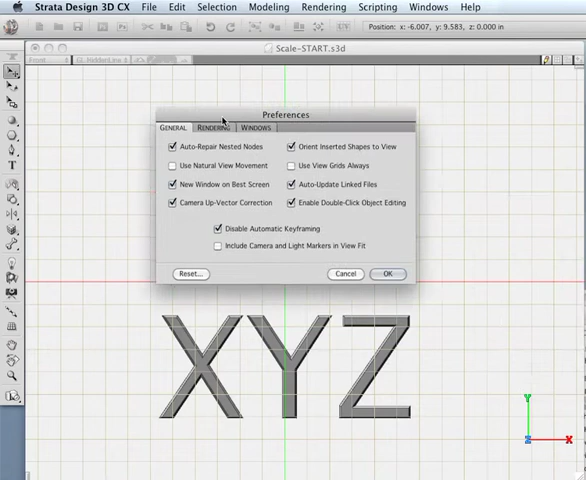 Strata Design 3D CX File Edit Selection Modeling Rendering Scripting Windows Help
Position: X: -6.007, Y: 9.583, Z: 0.000 in
Scale-START.s3d
Front HiddenLine
Preferences
GENERAL RENDERING WINDOWS
Auto-Repair Nested Nodes Orient Inserted Shapes to View
Use Natural View Movement Use View Grids Always
New Window on Best Screen Auto-Update Linked Files
Camera Up-Vector Correction Enable Double-Click Object Editing
Disable Automatic Keyframing
Include Camera and Light Markers in View Fit
Reset... Cancel OK
XYZ
Y
Z X